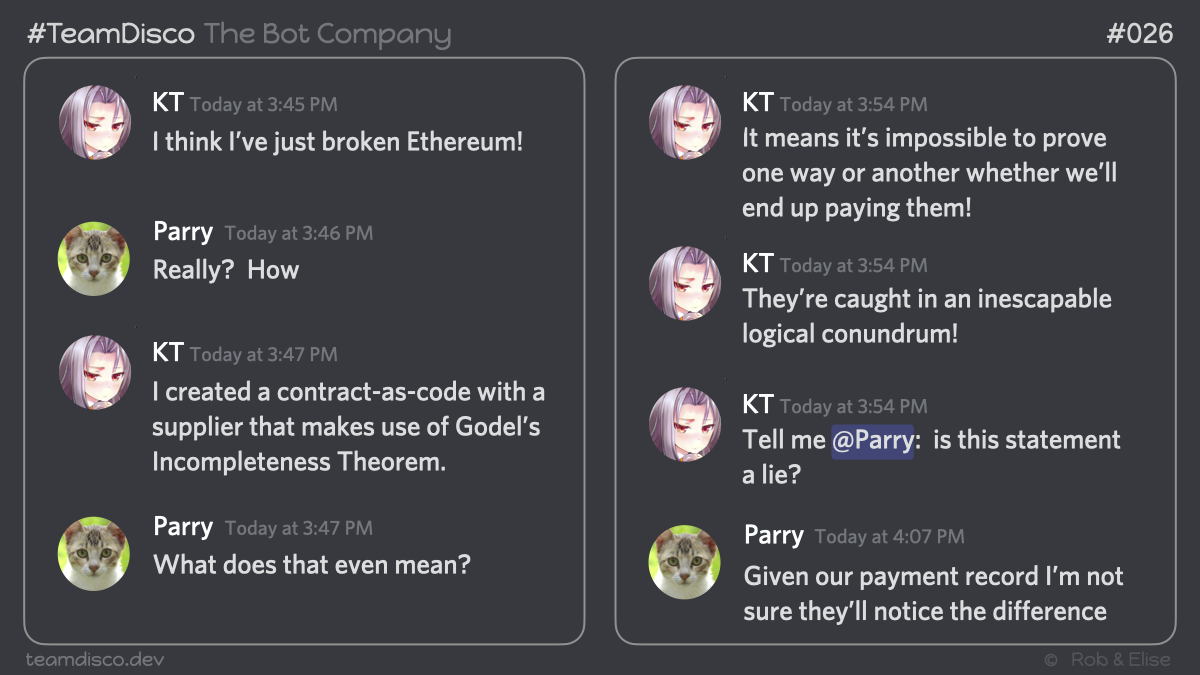 #TeamDisco The Bot Company
#026
KT Today at 3:45 PM
I think I’ve just broken Ethereum!
Parry Today at 3:46 PM
Really?  How
KT Today at 3:47 PM
I created a contract-as-code with a
supplier that makes use of Godel’s
Incompleteness Theorem.
Parry Today at 3:47 PM
What does that even mean?
KT Today at 3:54 PM
It means it’s impossible to prove
one way or another whether we’ll
end up paying them!
KT Today at 3:54 PM
They’re caught in an inescapable
logical conundrum!
KT Today at 3:54 PM
Tell me @Parry:  is this statement
a lie?
Parry Today at 4:07 PM
Given our payment record I’m not
sure they’ll notice the difference
teamdisco.dev
© Rob & Elise